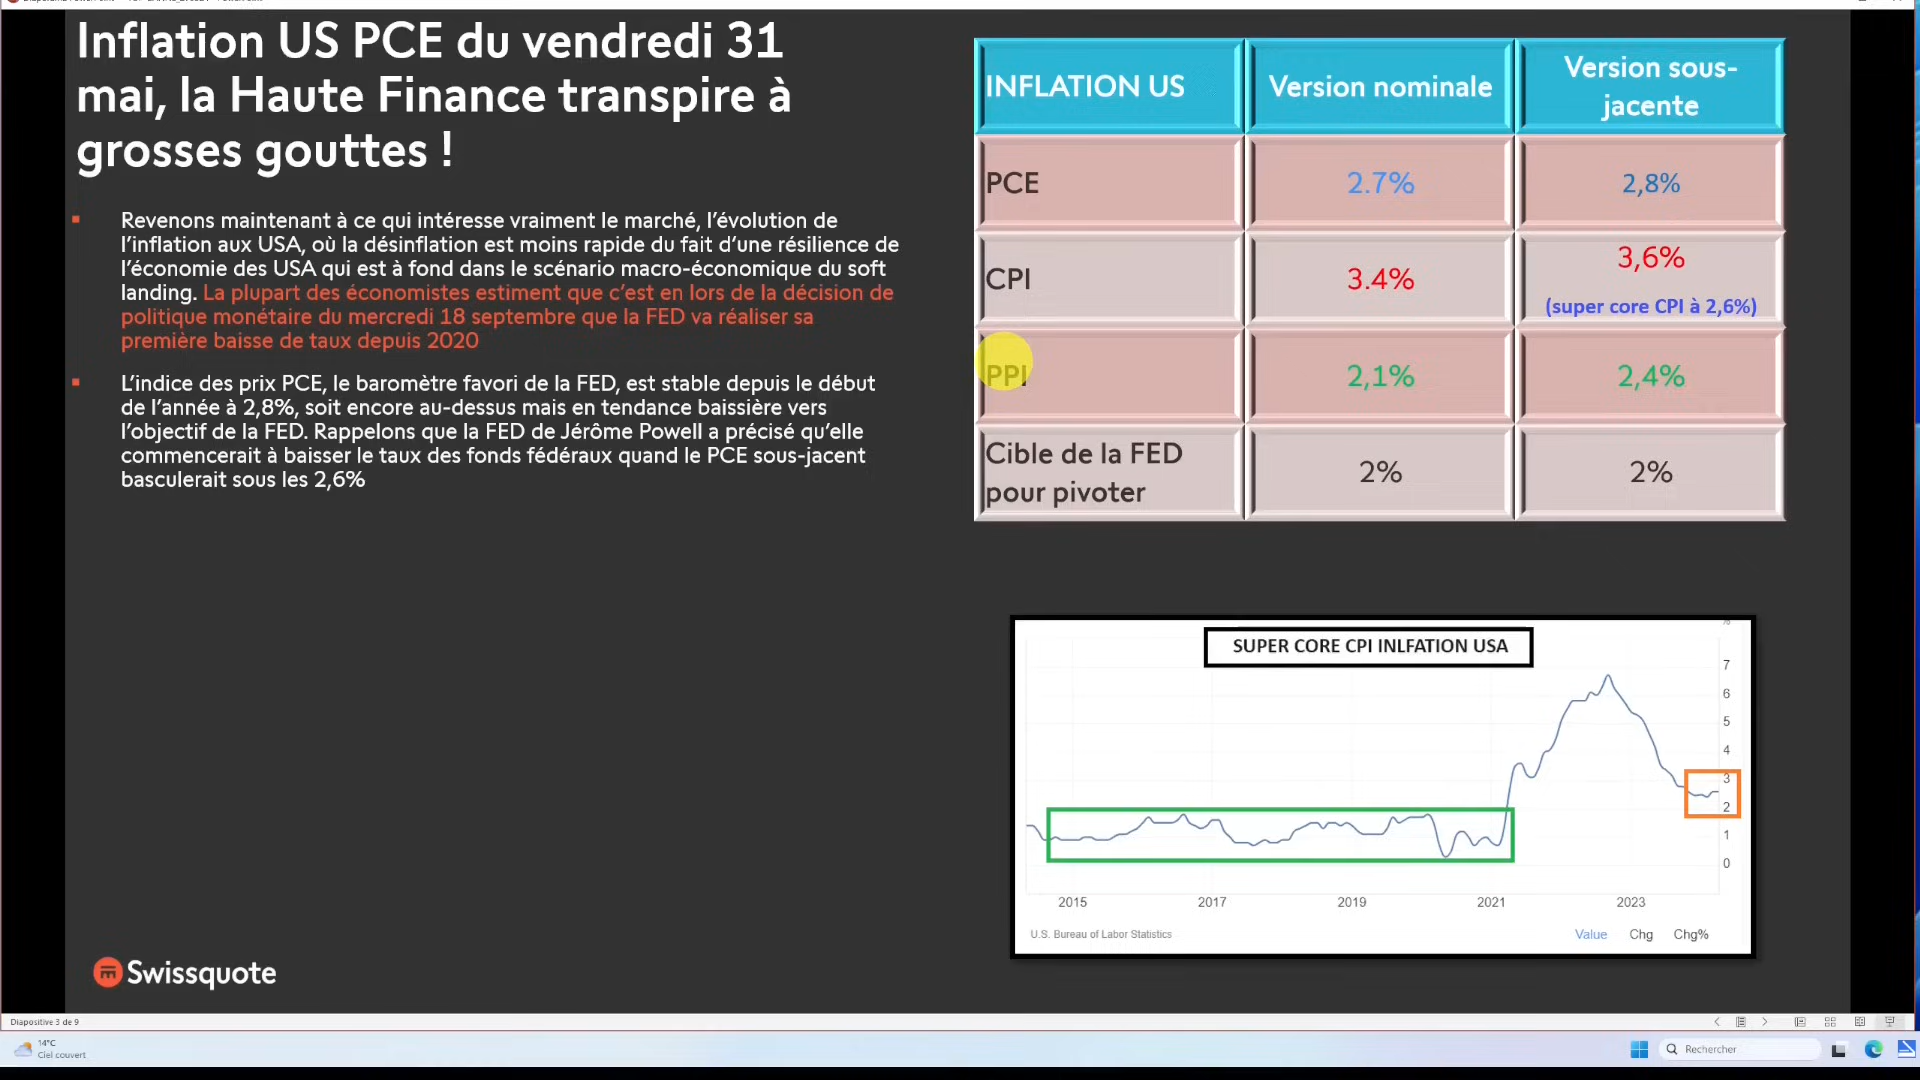 Inflation US PCE du vendredi 31
mai, la Haute Finance transpire à
grosses gouttes !
Revenons maintenant à ce qui intéresse vraiment le marché, l’évolution de
l’inflation aux USA, où la désinflation est moins rapide du fait d’une résilience de
l’économie des USA qui est à fond dans le scénario macro-économique du soft
landing. La plupart des économistes estiment que c’est en lors de la décision de
politique monétaire du mercredi 18 septembre que la FED va réaliser sa
première baisse de taux depuis 2020
L’indice des prix PCE, le baromètre favori de la FED, est stable depuis le début
de l’année à 2,8%, soit encore au-dessus mais en tendance baissière vers
l’objectif de la FED. Rappelons que la FED de Jérôme Powell a précisé qu’elle
commencerait à baisser le taux des fonds fédéraux quand le PCE sous-jacent
basculerait sous les 2,6%
INFLATION US
Version nominale
Version sous-
jacente
PCE
2.7%
2,8%
CPI
3.4%
3,6%
(super core CPI à 2,6%)
PPI
2,1%
2,4%
Cible de la FED
pour pivoter
2%
2%
SUPER CORE CPI INLFATION USA
%
7
6
5
4
3
2
1
0
2015
2017
2019
2021
2023
U.S. Bureau of Labor Statistics
Value
Chg
Chg%
Swissquote
Diapositive 3 de 9
14°C
Ciel couvert
Rechercher